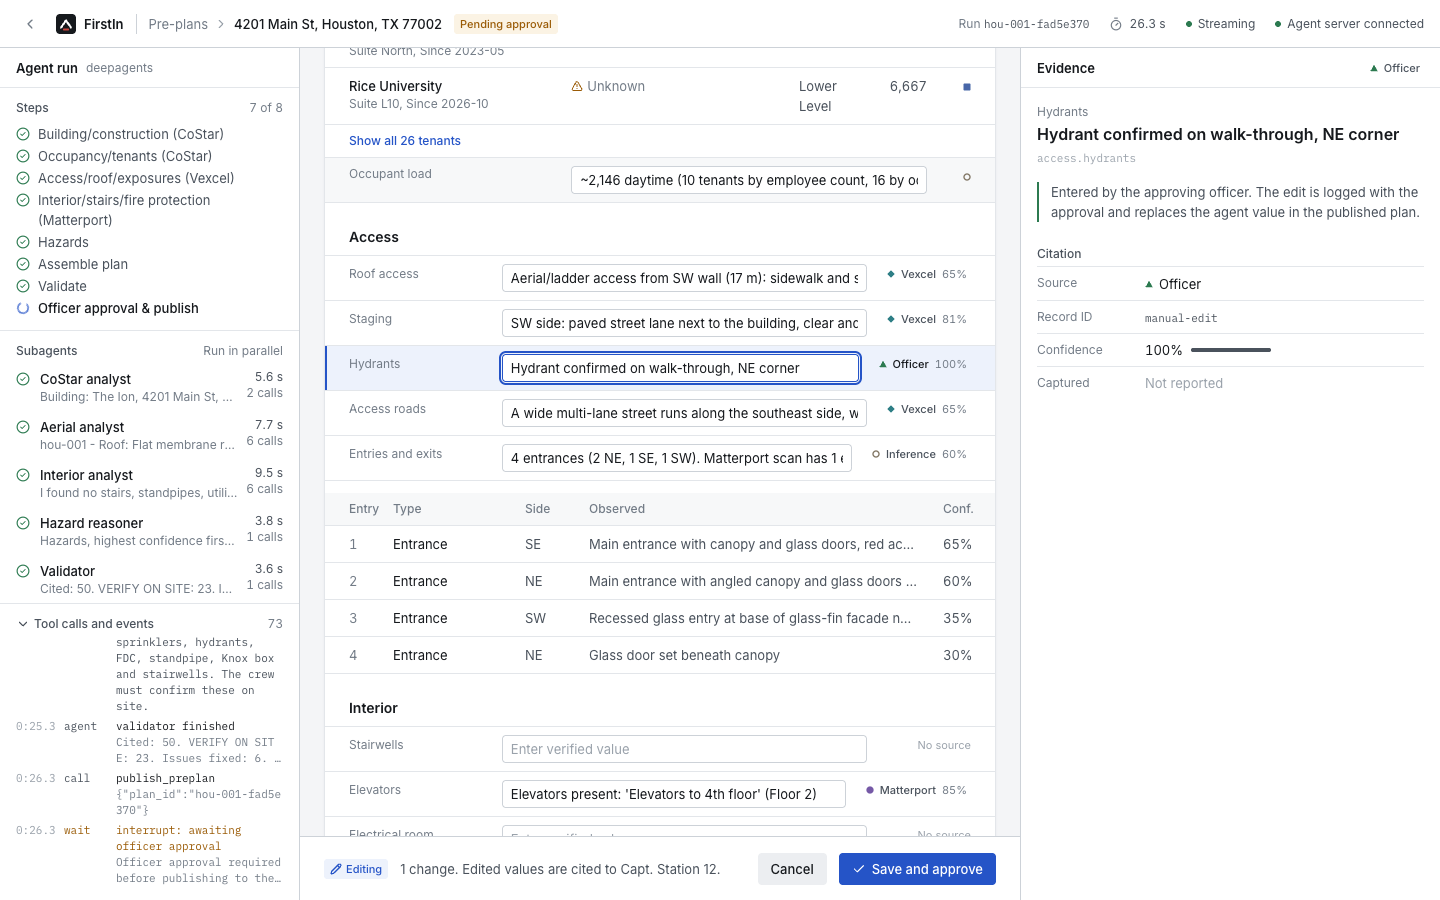 FirstIn
Pre-plans
4201 Main St, Houston, TX 77002
Pending approval
Run hou-001-fad5e370
26.3 s
Streaming
Agent server connected
Agent run deepagents
Steps 7 of 8
Building/construction (CoStar)
Occupancy/tenants (CoStar)
Access/roof/exposures (Vexcel)
Interior/stairs/fire protection
(Matterport)
Hazards
Assemble plan
Validate
Officer approval & publish
Subagents Run in parallel
CoStar analyst 5.6 s
Building: The Ion, 4201 Main St, ... 2 calls
Aerial analyst 7.7 s
hou-001 - Roof: Flat membrane r... 6 calls
Interior analyst 9.5 s
I found no stairs, standpipes, utili... 6 calls
Hazard reasoner 3.8 s
Hazards, highest confidence firs... 1 calls
Validator 3.6 s
Cited: 50. VERIFY ON SITE: 23. I... 1 calls
Tool calls and events 73
sprinklers, hydrants,
FDC, standpipe, Knox box
and stairwells. The crew
must confirm these on
site.
0:25.3 agent validator finished
Cited: 50. VERIFY ON SIT
E: 23. Issues fixed: 6. …
0:26.3 call publish_preplan
{"plan_id":"hou-001-fad5e
370"}
0:26.3 wait interrupt: awaiting
officer approval
Officer approval required
before publishing to the…
Suite North, Since 2023-05
Rice University Unknown Lower 6,667
Suite L10, Since 2026-10 Level
Show all 26 tenants
Occupant load ~2,146 daytime (10 tenants by employee count, 16 by oc
Access
Roof access Aerial/ladder access from SW wall (17 m): sidewalk and s Vexcel 65%
Staging SW side: paved street lane next to the building, clear and Vexcel 81%
Hydrants Hydrant confirmed on walk-through, NE corner Officer 100%
Access roads A wide multi-lane street runs along the southeast side, w Vexcel 65%
Entries and exits 4 entrances (2 NE, 1 SE, 1 SW). Matterport scan has 1 e Inference 60%
Entry Type Side Observed Conf.
1 Entrance SE Main entrance with canopy and glass doors, red ac... 65%
2 Entrance NE Main entrance with angled canopy and glass doors ... 60%
3 Entrance SW Recessed glass entry at base of glass-fin facade n... 35%
4 Entrance NE Glass door set beneath canopy 30%
Interior
Stairwells Enter verified value No source
Elevators Elevators present: 'Elevators to 4th floor' (Floor 2) Matterport 85%
Electrical room Enter verified value No source
Editing 1 change. Edited values are cited to Capt. Station 12. Cancel Save and approve
Evidence Officer
Hydrants
Hydrant confirmed on walk-through, NE corner
access.hydrants
Entered by the approving officer. The edit is logged with the
approval and replaces the agent value in the published plan.
Citation
Source Officer
Record ID manual-edit
Confidence 100%
Captured Not reported